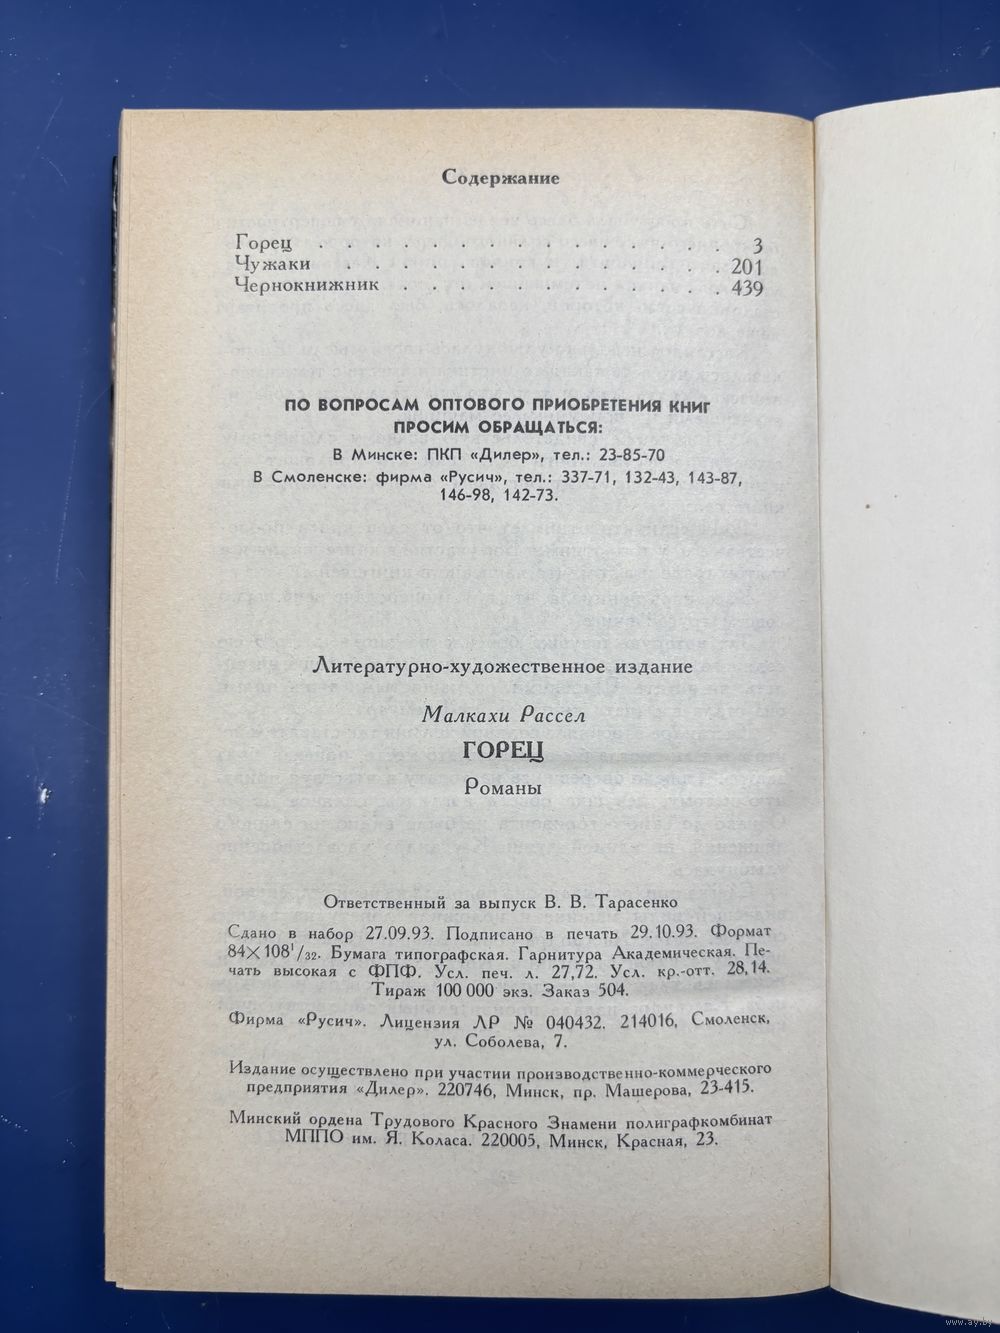 Содержание
Горец . . . . . . . . . . . . . . . 3
Чужаки . . . . . . . . . . . . . . 201
Чернокнижник . . . . . . . . . . . . 439
ПО ВОПРОСАМ ОПТОВОГО ПРИОБРЕТЕНИЯ КНИГ
ПРОСИМ ОБРАЩАТЬСЯ:
В Минске: ПКП «Дилер», тел.: 23-85-70
В Смоленске: фирма «Русич», тел.: 337-71, 132-43, 143-87,
146-98, 142-73.
Литературно-художественное издание
Малкахи Рассел
ГОРЕЦ
Романы
Ответственный за выпуск В. В. Тарасенко
Сдано в набор 27.09.93. Подписано в печать 29.10.93. Формат
84×108¹/₃₂. Бумага типографская. Гарнитура Академическая. Пе-
чать высокая с ФПФ. Усл. печ. л. 27,72. Усл. кр.-отт. 28,14.
Тираж 100 000 экз. Заказ 504.
Фирма «Русич». Лицензия ЛР № 040432. 214016, Смоленск,
ул. Соболева, 7.
Издание осуществлено при участии производственно-коммерческого
предприятия «Дилер». 220746, Минск, пр. Машерова, 23-415.
Минский ордена Трудового Красного Знамени полиграфкомбинат
МППО им. Я. Коласа. 220005, Минск, Красная, 23.
www.ay.by